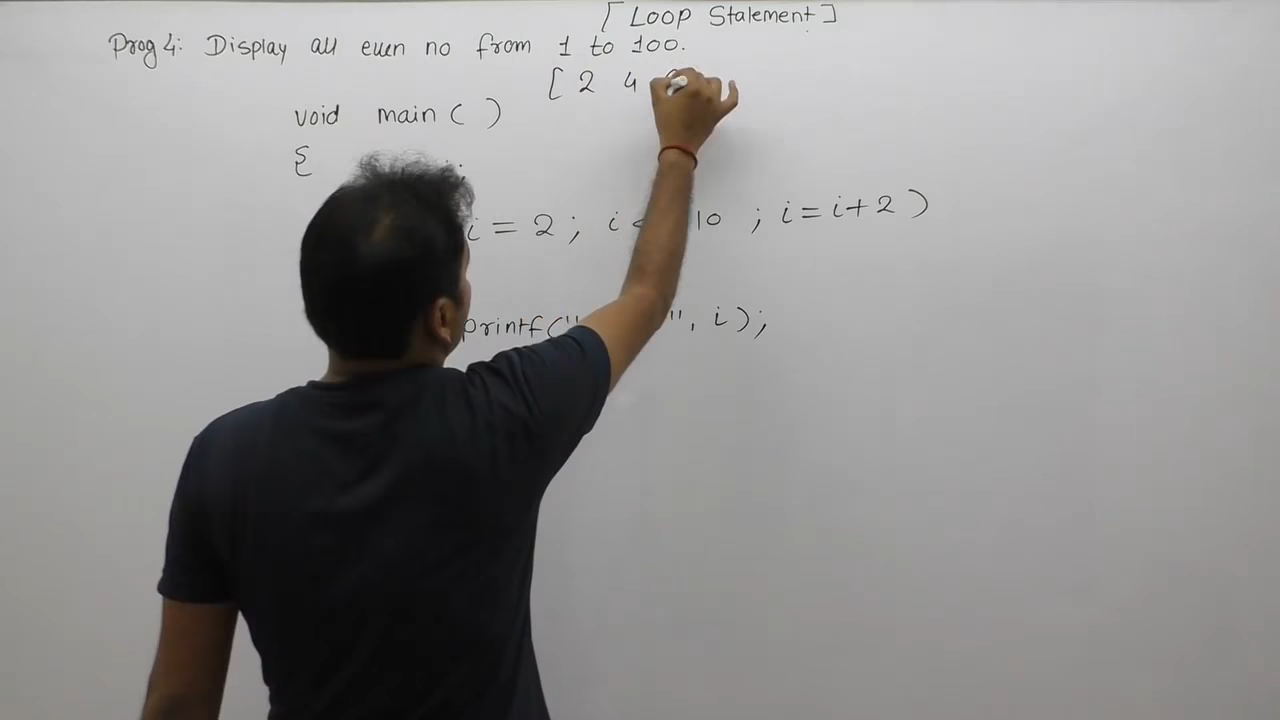 [ Loop Statement ]
Prog 4: Display all even no from 1 to 100.
[ 2 4
void main ( )
{
i = 2 ; i < 10 ; i = i + 2 )
printf (" ", i ) ;